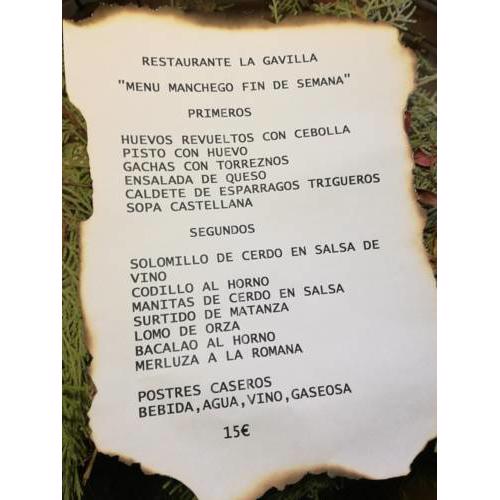 RESTAURANTE LA GAVILLA
"MENU MANCHEGO FIN DE SEMANA"
PRIMEROS
HUEVOS REVUELTOS CON CEBOLLA
PISTO CON HUEVO
GACHAS CON TORREZNOS
ENSALADA DE QUESO
CALDETE DE ESPARRAGOS TRIGUEROS
SOPA CASTELLANA
SEGUNDOS
SOLOMILLO DE CERDO EN SALSA DE
VINO
CODILLO AL HORNO
MANITAS DE CERDO EN SALSA
SURTIDO DE MATANZA
LOMO DE ORZA
BACALAO AL HORNO
MERLUZA A LA ROMANA
POSTRES CASEROS
BEBIDA,AGUA,VINO,GASEOSA
15€